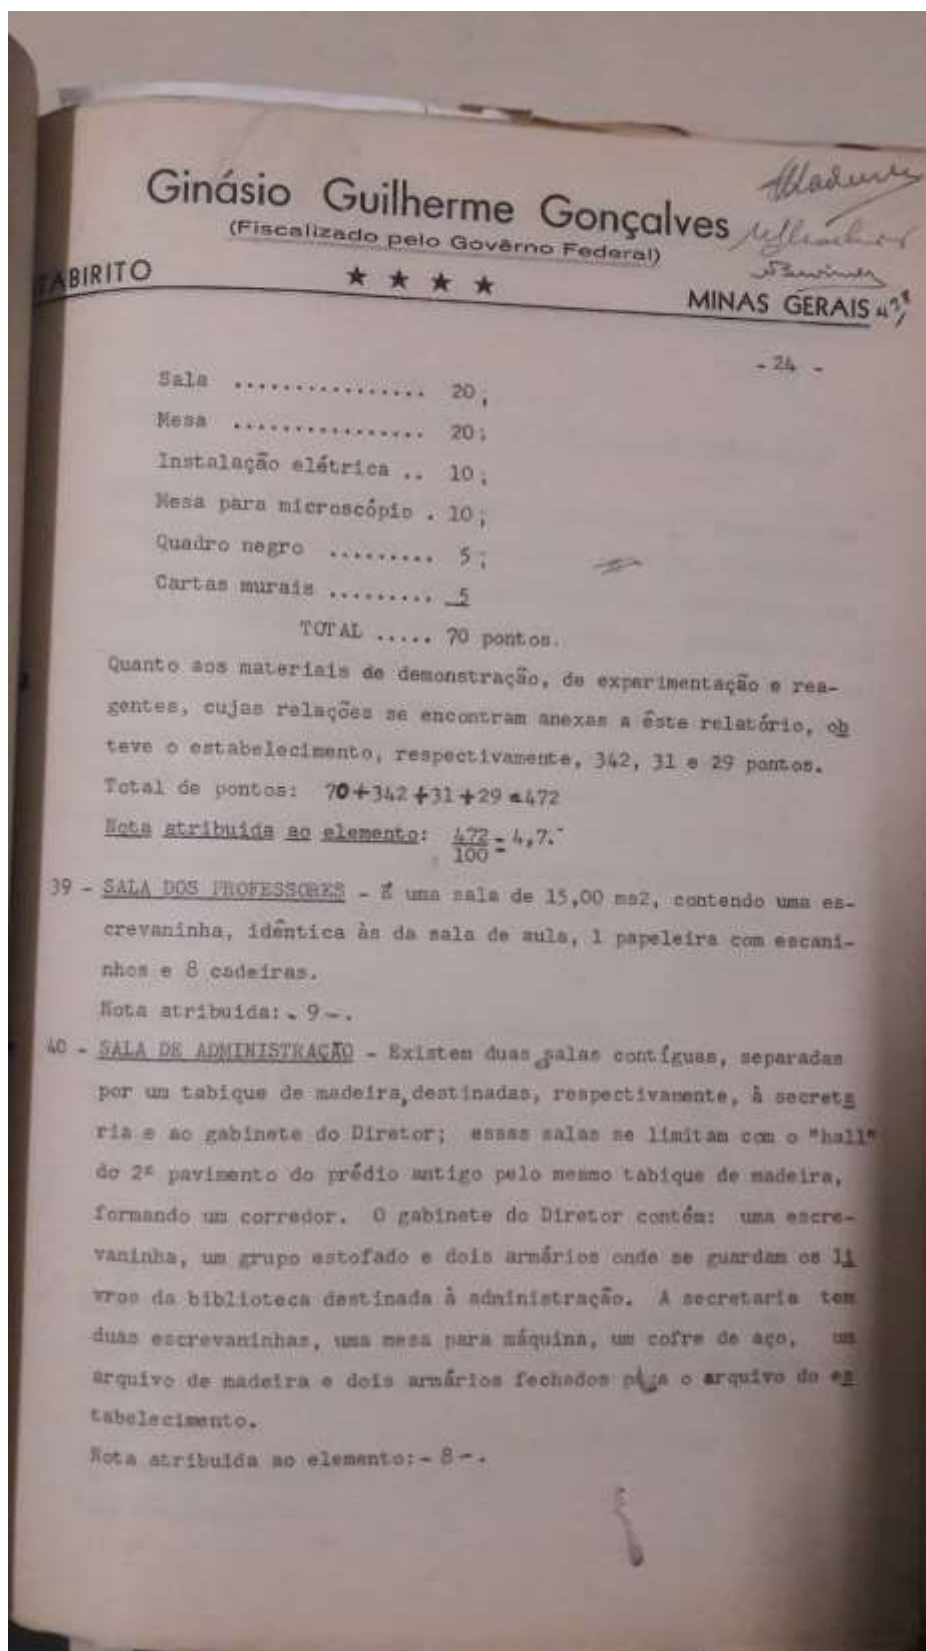 Ginásio Guilherme Gonçalves
(Fiscalizado pelo Govêrno Federal)
TABIRITO ★ ★ ★ ★ MINAS GERAIS
- 24 -
Sala ................ 20;
Mesa ................ 20;
Instalação elétrica .. 10;
Mesa para microscópio . 10;
Quadro negro ......... 5;
Cartas murais ......... 5
TOTAL ..... 70 pontos.
Quanto aos materiais de demonstração, de experimentação e rea-
gentes, cujas relações se encontram anexas a êste relatório, ob
teve o estabelecimento, respectivamente, 342, 31 e 29 pontos.
Total de pontos: 70+342+31+29=472
Nota atribuida ao elemento: 472/100 = 4,7.-
39 - SALA DOS PROFESSORES - É uma sala de 15,00 ms2, contendo uma es-
crevaninha, idêntica às da sala de aula, 1 papeleira com escani-
nhos e 8 cadeiras.
Nota atribuida:- 9-.
40 - SALA DE ADMINISTRAÇÃO - Existem duas salas contíguas, separadas
por um tabique de madeira, destinadas, respectivamente, à secreta
ria e ao gabinete do Diretor; essas salas se limitam com o "hall"
do 2º pavimento do prédio antigo pelo mesmo tabique de madeira,
formando um corredor. O gabinete do Diretor contém: uma escre-
vaninha, um grupo estofado e dois armários onde se guardam os li
vros da biblioteca destinada à administração. A secretaria tem
duas escrevaninhas, uma mesa para máquina, um cofre de aço, um
arquivo de madeira e dois armários fechados para o arquivo do es
tabelecimento.
Nota atribuida ao elemento:- 8-.